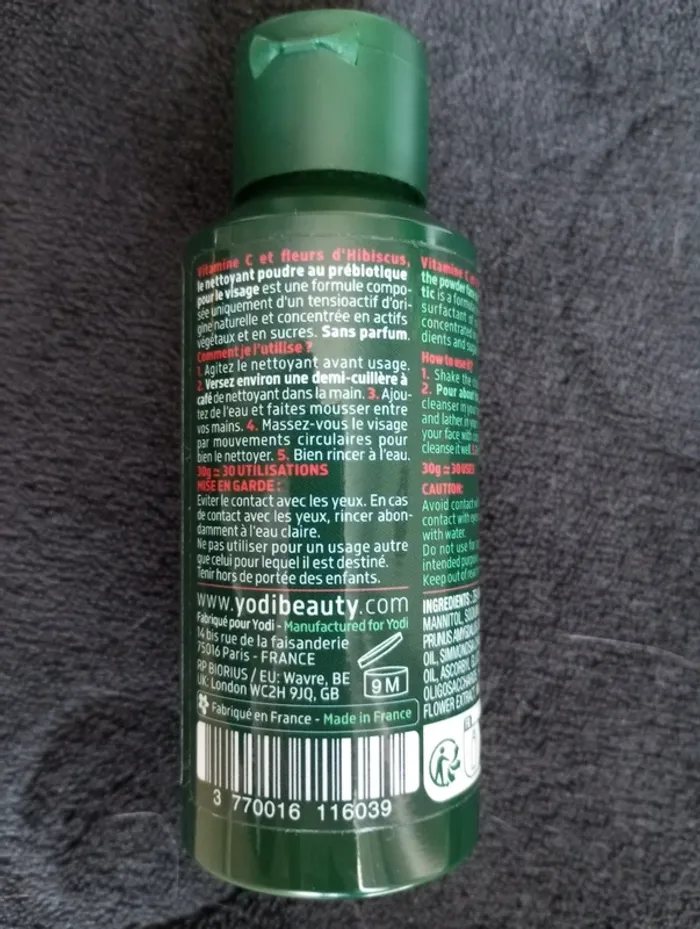 Vitamine C et fleurs d'Hibiscus,
le nettoyant poudre au prébiotique
pour le visage est une formule compo-
sée uniquement d'un tensioactif d'ori-
gine naturelle et concentrée en actifs
végétaux et en sucres. Sans parfum.
Comment je l'utilise ?
1. Agitez le nettoyant avant usage.
2. Versez environ une demi-cuillère à
café de nettoyant dans la main. 3. Ajou-
tez de l'eau et faites mousser entre
vos mains. 4. Massez-vous le visage
par mouvements circulaires pour
bien le nettoyer. 5. Bien rincer à l'eau.
30g ≃ 30 UTILISATIONS
MISE EN GARDE :
Eviter le contact avec les yeux. En cas
de contact avec les yeux, rincer abon-
damment à l'eau claire.
Ne pas utiliser pour un usage autre
que celui pour lequel il est destiné.
Tenir hors de portée des enfants.
www.yodibeauty.com
Fabriqué pour Yodi - Manufactured for Yodi
14 bis rue de la faisanderie
75016 Paris - FRANCE
RP BIORIUS / EU: Wavre, BE
UK: London WC2H 9JQ, GB
9 M
Fabriqué en France - Made in France
3 770016 116039
Vitamine C
the powder
tic is a
surfactant of
concentrated
dients and
How to use it?
1. Shake the
2. Pour about
cleanser in
and lather in
your face with
cleanse it well.
30g ≃ 30 USES
CAUTION:
Avoid contact
contact with
with water.
Do not use for
intended
Keep out of
INGREDIENTS:
MANNITOL,
PRUNUS
OIL,
OIL, ASCORBYL
FLOWER EXTRACT